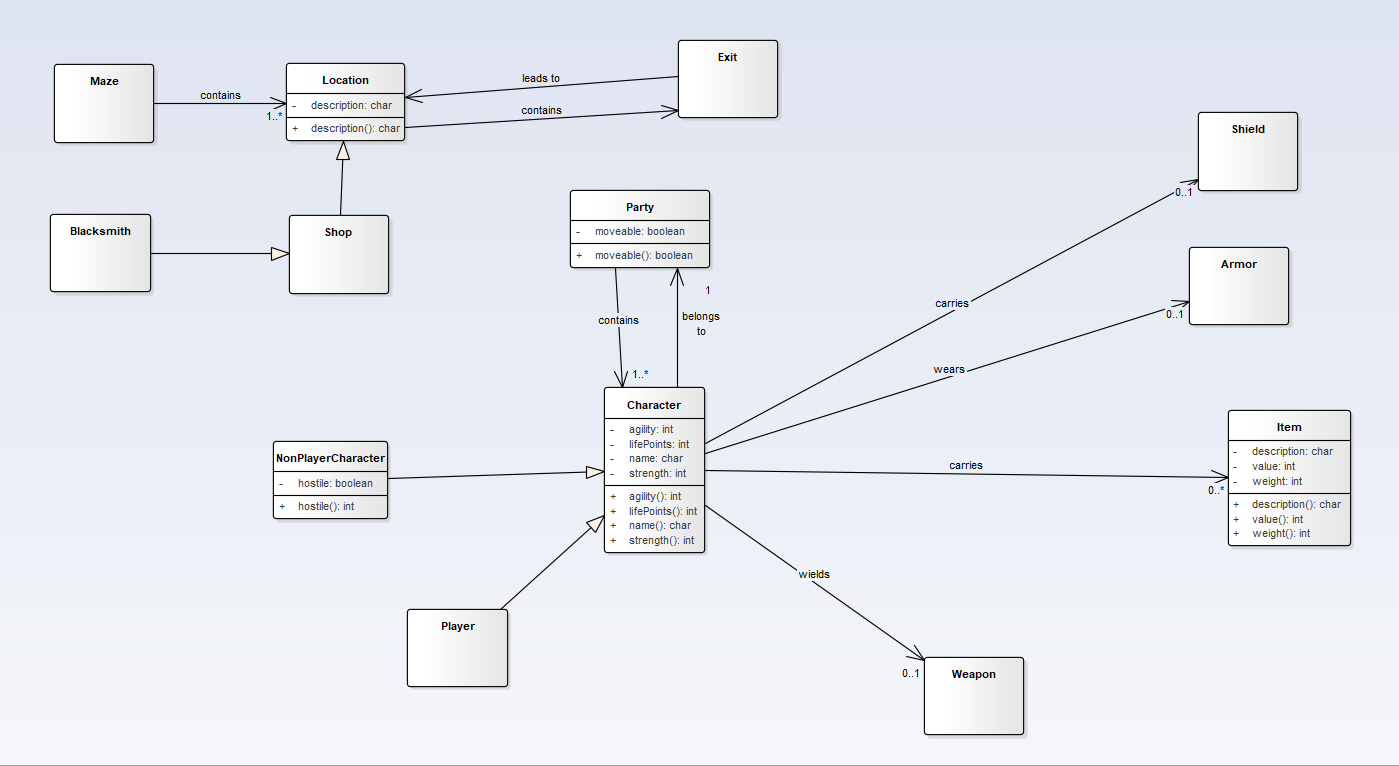 Maze
contains
1..*
Location
- description: char
+ description(): char
leads to
contains
Exit
Blacksmith
Shop
Party
- moveable: boolean
+ moveable(): boolean
contains
1..*
1
belongs
to
Shield
0..1
carries
Armor
0..1
wears
Character
- agility: int
- lifePoints: int
- name: char
- strength: int
+ agility(): int
+ lifePoints(): int
+ name(): char
+ strength(): int
NonPlayerCharacter
- hostile: boolean
+ hostile(): int
carries
0..*
Item
- description: char
- value: int
- weight: int
+ description(): char
+ value(): int
+ weight(): int
Player
wields
0..1
Weapon